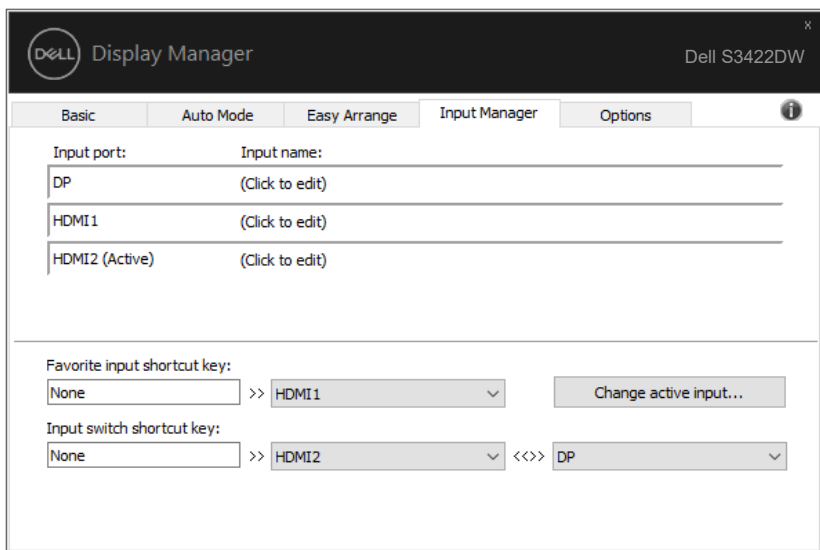 x
DELL Display Manager
Dell S3422DW
Basic Auto Mode Easy Arrange Input Manager Options i
Input port: Input name:
DP (Click to edit)
HDMI1 (Click to edit)
HDMI2 (Active) (Click to edit)
Favorite input shortcut key:
None >> HDMI1 Change active input...
Input switch shortcut key:
None >> HDMI2 <<>> DP